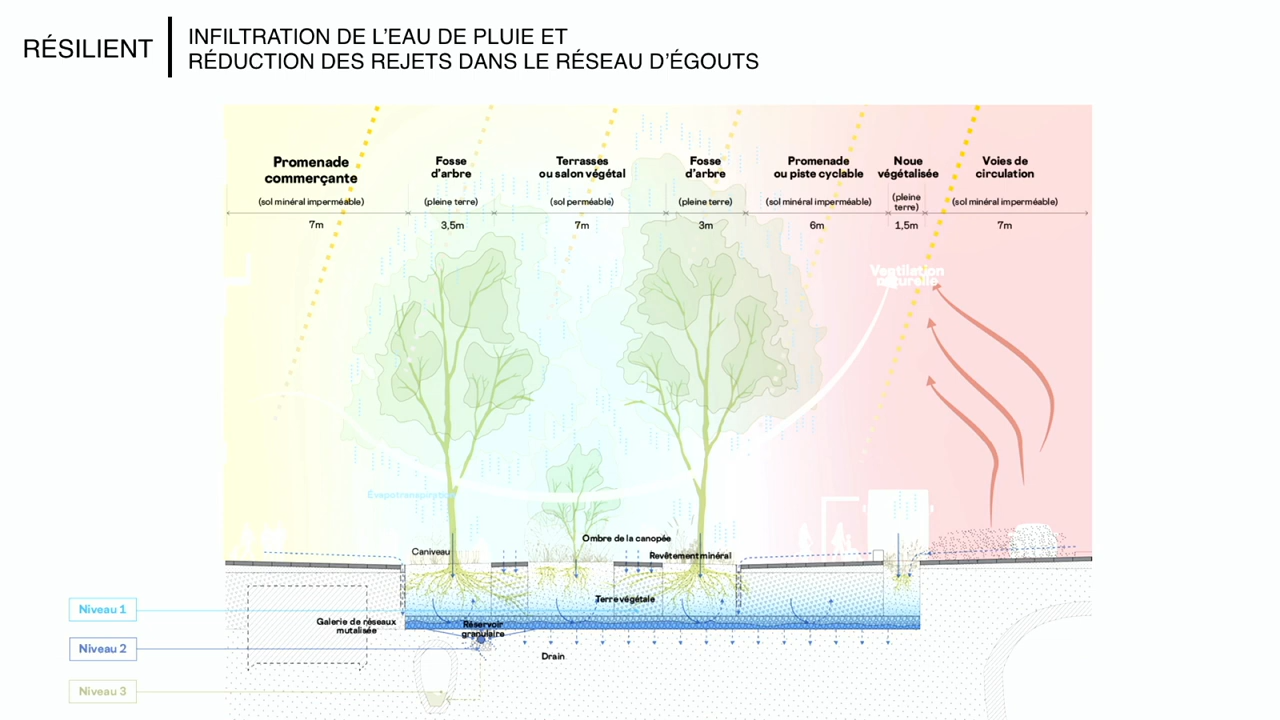 RÉSILIENT
INFILTRATION DE L'EAU DE PLUIE ET
RÉDUCTION DES REJETS DANS LE RÉSEAU D'ÉGOUTS
Promenade
commerçante
(sol minéral imperméable)
7m
Fosse
d'arbre
(pleine terre)
3,5m
Terrasses
ou salon végétal
(sol perméable)
7m
Fosse
d'arbre
(pleine terre)
3m
Promenade
ou piste cyclable
(sol minéral imperméable)
6m
Noue
végétalisée
(pleine
terre)
1,5m
Voies de
circulation
(sol minéral imperméable)
7m
Ventilation
naturelle
Évapotranspiration
Ombre de la canopée
Caniveau
Revêtement minéral
Terre végétale
Niveau 1
Galerie de réseaux
mutalisée
Réservoir
granulaire
Niveau 2
Drain
Niveau 3